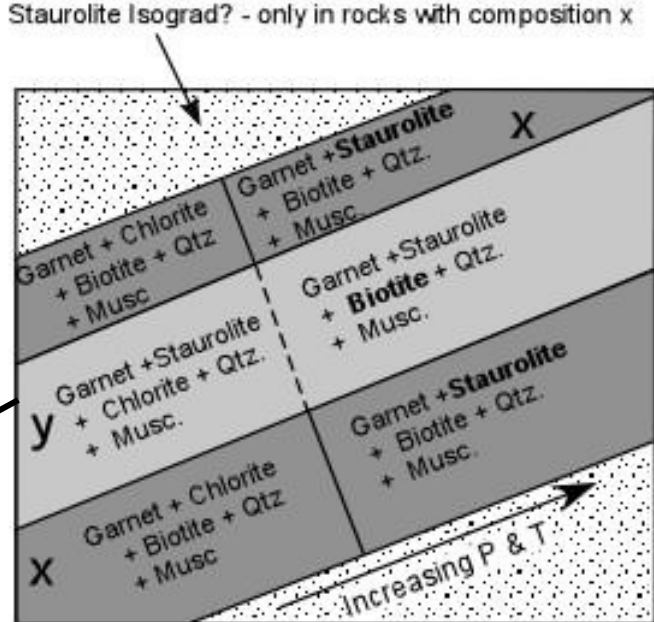 Staurolite Isograd? - only in rocks with composition x
Garnet + Chlorite
+ Biotite + Qtz
+ Musc
Garnet +Staurolite
+ Biotite + Qtz.
+ Musc.
X
y
Garnet +Staurolite
+ Chlorite + Qtz.
+ Musc.
Garnet +Staurolite
+ Biotite + Qtz.
+ Musc.
x
Garnet + Chlorite
+ Biotite + Qtz
+ Musc
Garnet +Staurolite
+ Biotite + Qtz.
+ Musc.
Increasing P & T